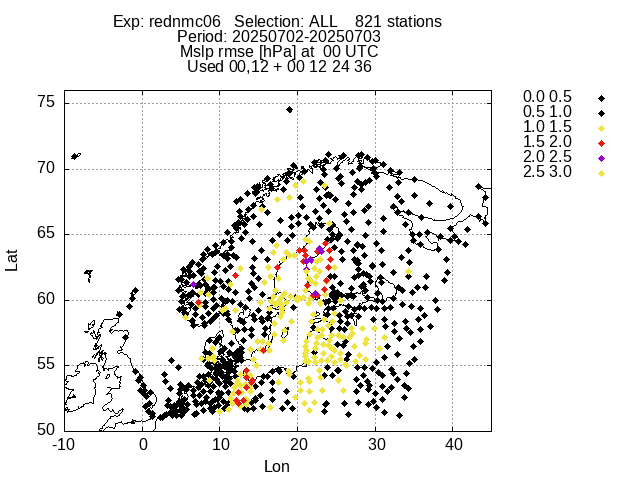 Exp: rednmc06 Selection: ALL 821 stations
Period: 20250702-20250703
Mslp rmse [hPa] at 00 UTC
Used 00,12 + 00 12 24 36
0.0 0.5
0.5 1.0
1.0 1.5
1.5 2.0
2.0 2.5
2.5 3.0
75
70
65
60
55
50
Lat
-10 0 10 20 30 40
Lon